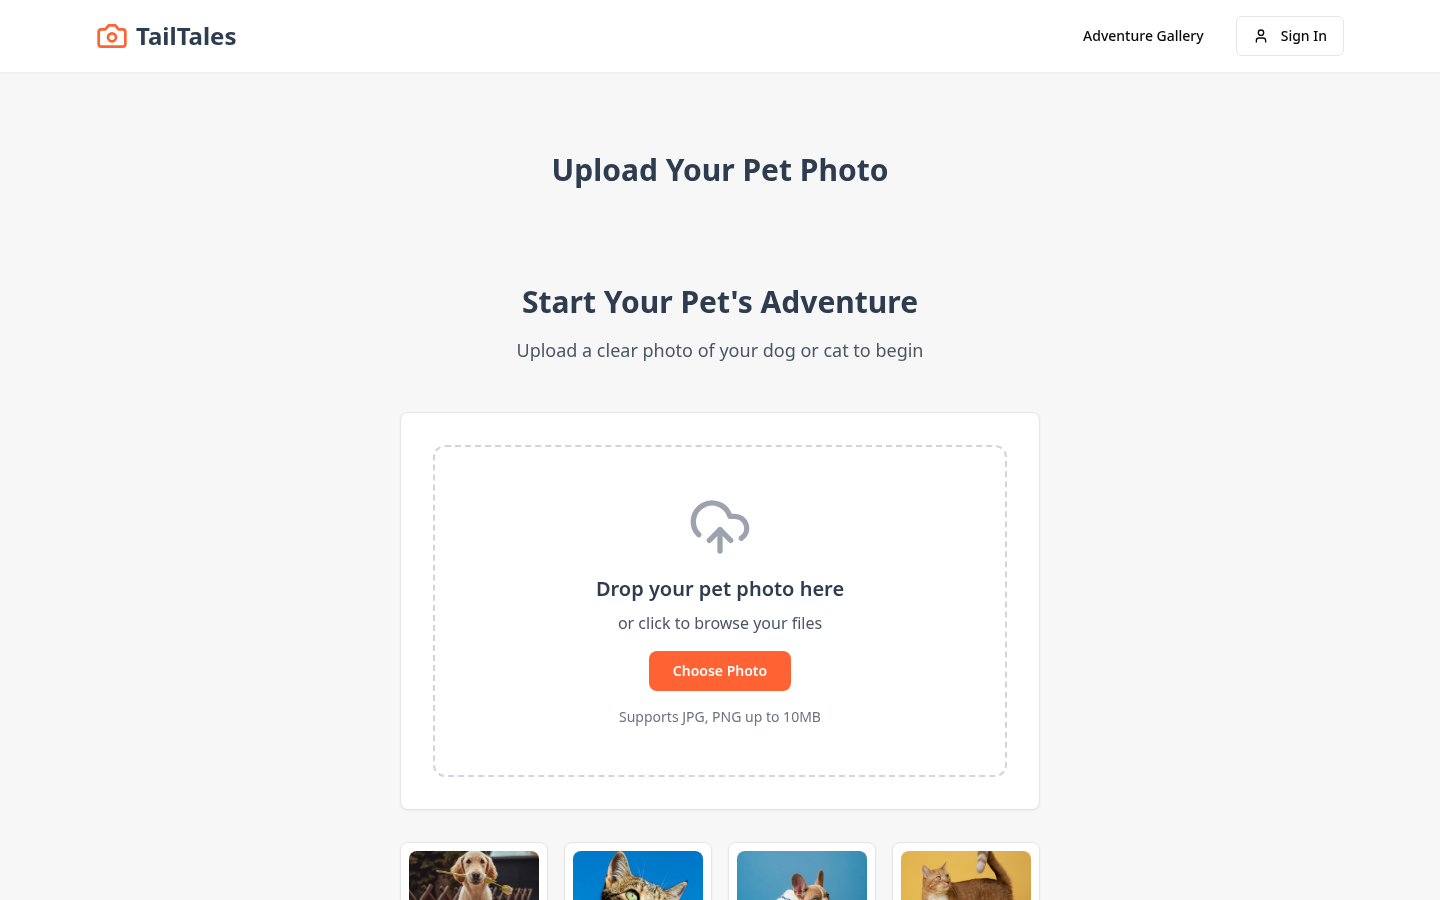 TailTales
Adventure Gallery
Sign In
Upload Your Pet Photo
Start Your Pet's Adventure
Upload a clear photo of your dog or cat to begin
Drop your pet photo here
or click to browse your files
Choose Photo
Supports JPG, PNG up to 10MB